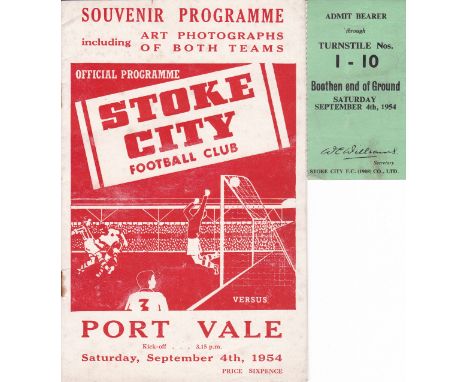 SOUVENIR PROGRAMME
including ART PHOTOGRAPHS
OF BOTH TEAMS
OFFICIAL PROGRAMME
STOKE
CITY
FOOTBALL CLUB
3
VERSUS
PORT VALE
Kick-off . . . 3.15 p.m.
Saturday, September 4th, 1954
PRICE SIXPENCE
ADMIT BEARER
through
TURNSTILE Nos.
1 - 10
Boothen end of Ground
SATURDAY
SEPTEMBER 4th, 1954
W.C. Williams
Secretary
STOKE CITY F.C. (1908) CO., LTD.